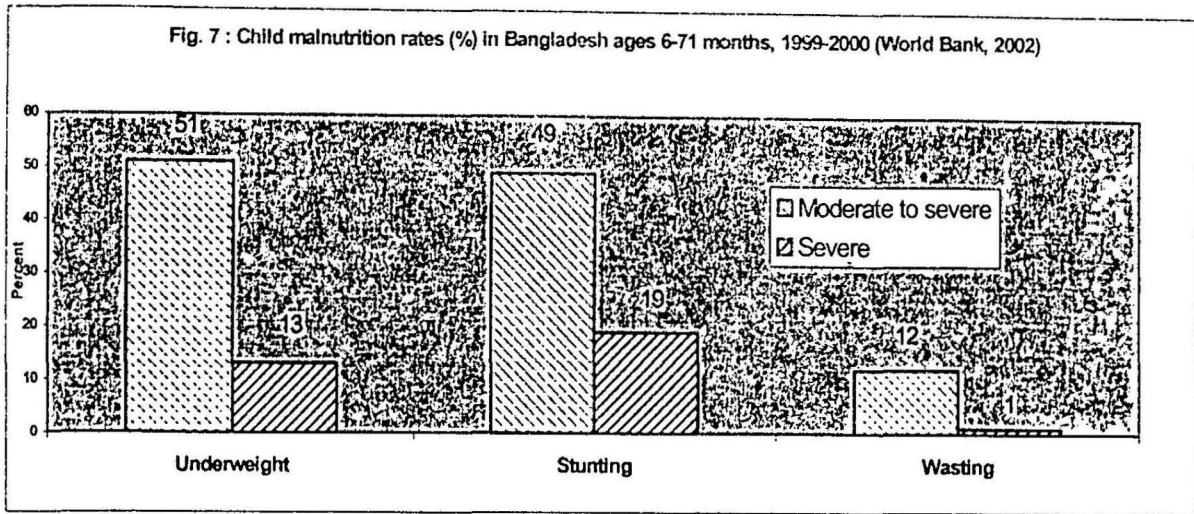 Fig. 7 : Child malnutrition rates (%) in Bangladesh ages 6-71 months, 1999-2000 (World Bank, 2002)
Percent
60
50
40
30
20
10
0
51
13
49
19
12
1
Moderate to severe
Severe
Underweight
Stunting
Wasting